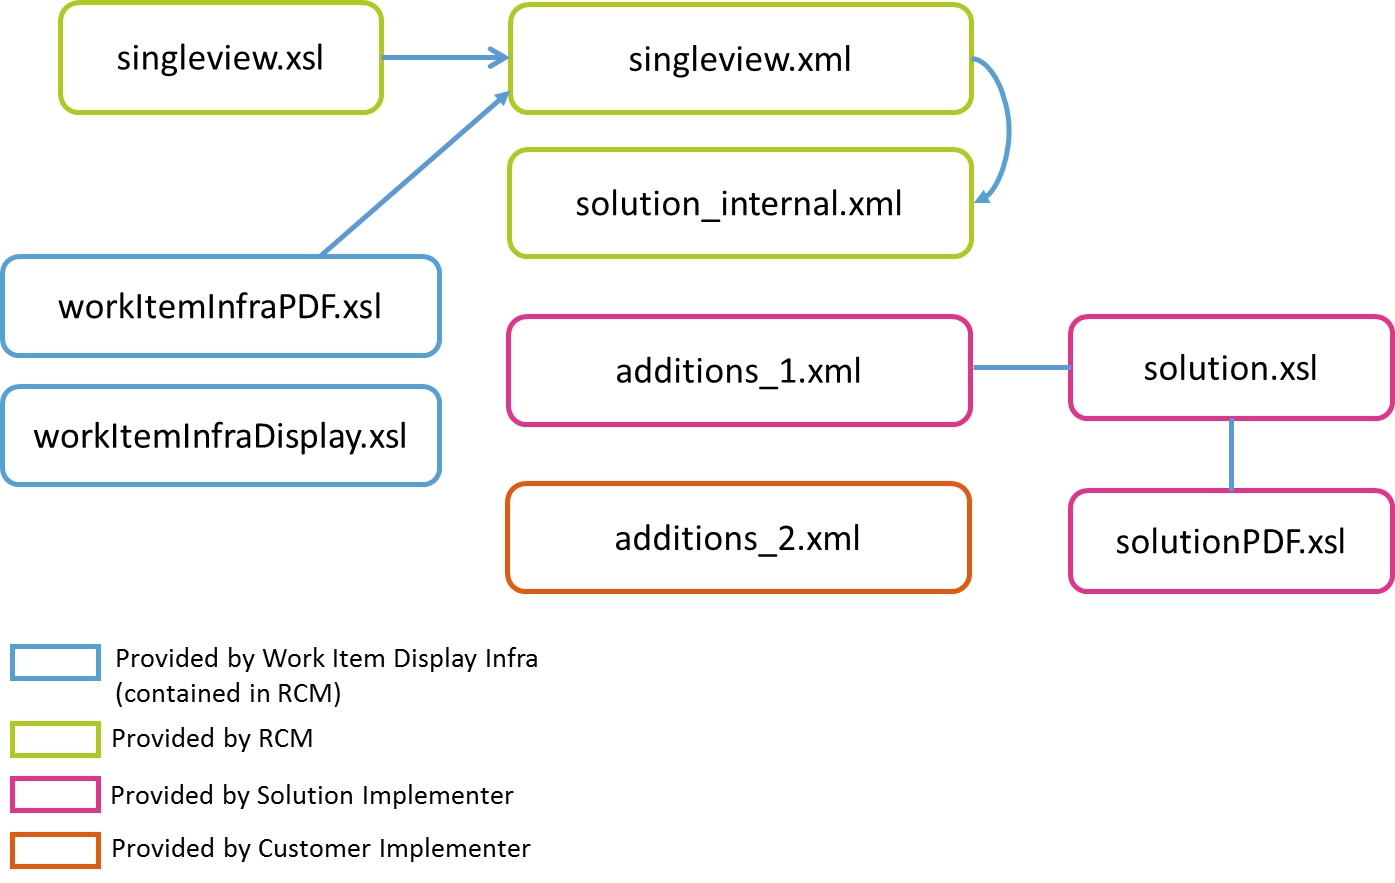 singleview.xsl
singleview.xml
solution_internal.xml
workItemInfraPDF.xsl
additions_1.xml
solution.xsl
workItemInfraDisplay.xsl
additions_2.xml
solutionPDF.xsl
Provided by Work Item Display Infra
(contained in RCM)
Provided by RCM
Provided by Solution Implementer
Provided by Customer Implementer